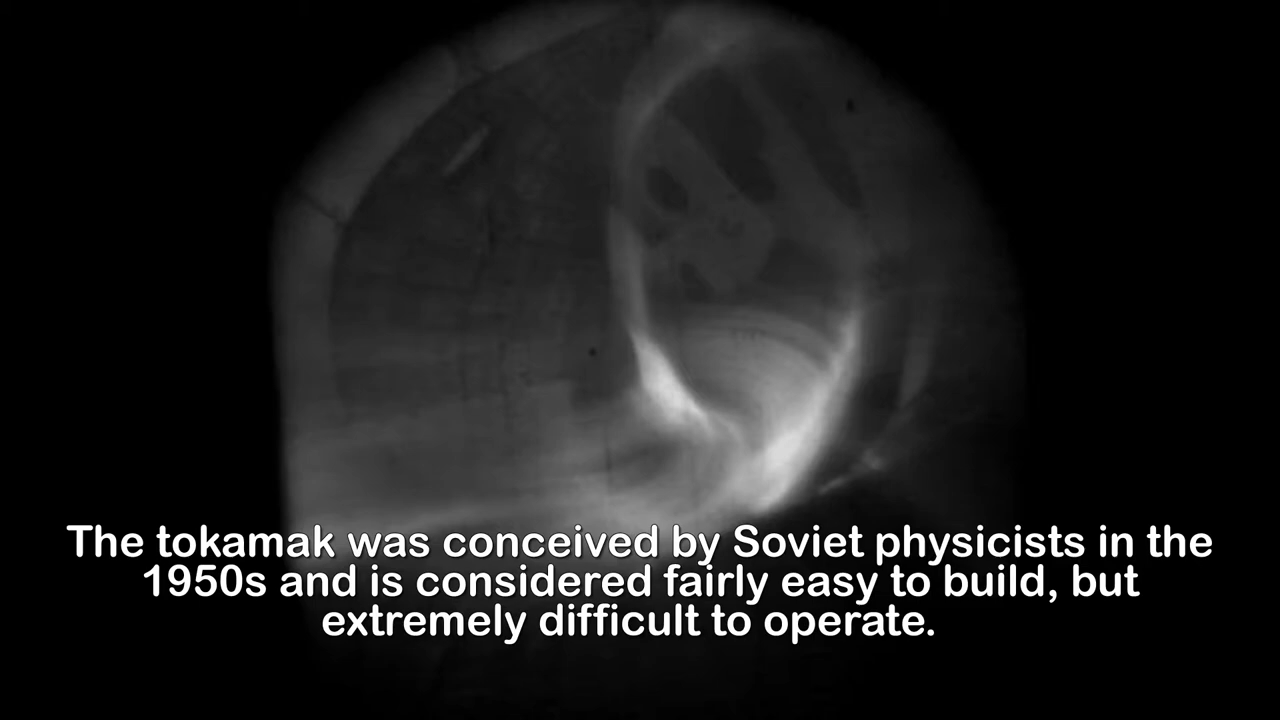 The tokamak was conceived by Soviet physicists in the
1950s and is considered fairly easy to build, but
extremely difficult to operate.